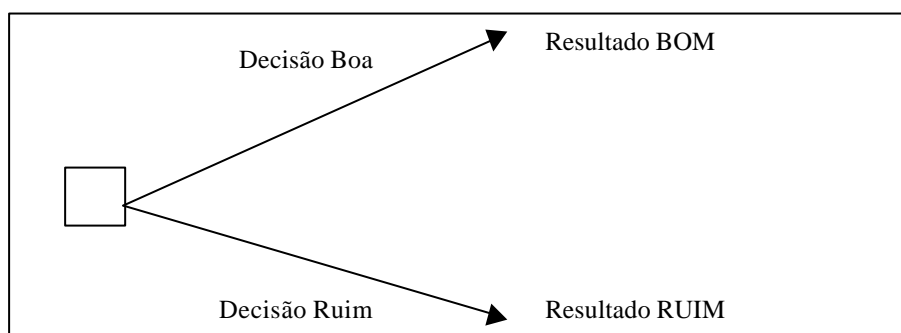 Resultado BOM
Decisão Boa
Decisão Ruim
Resultado RUIM